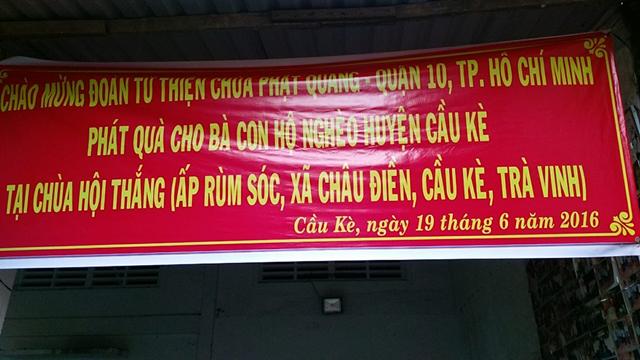 CHÀO MỪNG ĐOÀN TỪ THIỆN CHÙA PHẬT QUANG - QUẬN 10, TP. HỒ CHÍ MINH
PHÁT QUÀ CHO BÀ CON HỘ NGHÈO HUYỆN CẦU KÈ
TẠI CHÙA HỘI THẮNG (ẤP RÙM SÓC, XÃ CHÂU ĐIỀN, CẦU KÈ, TRÀ VINH)
Cầu Kè, ngày 19 tháng 6 năm 2016